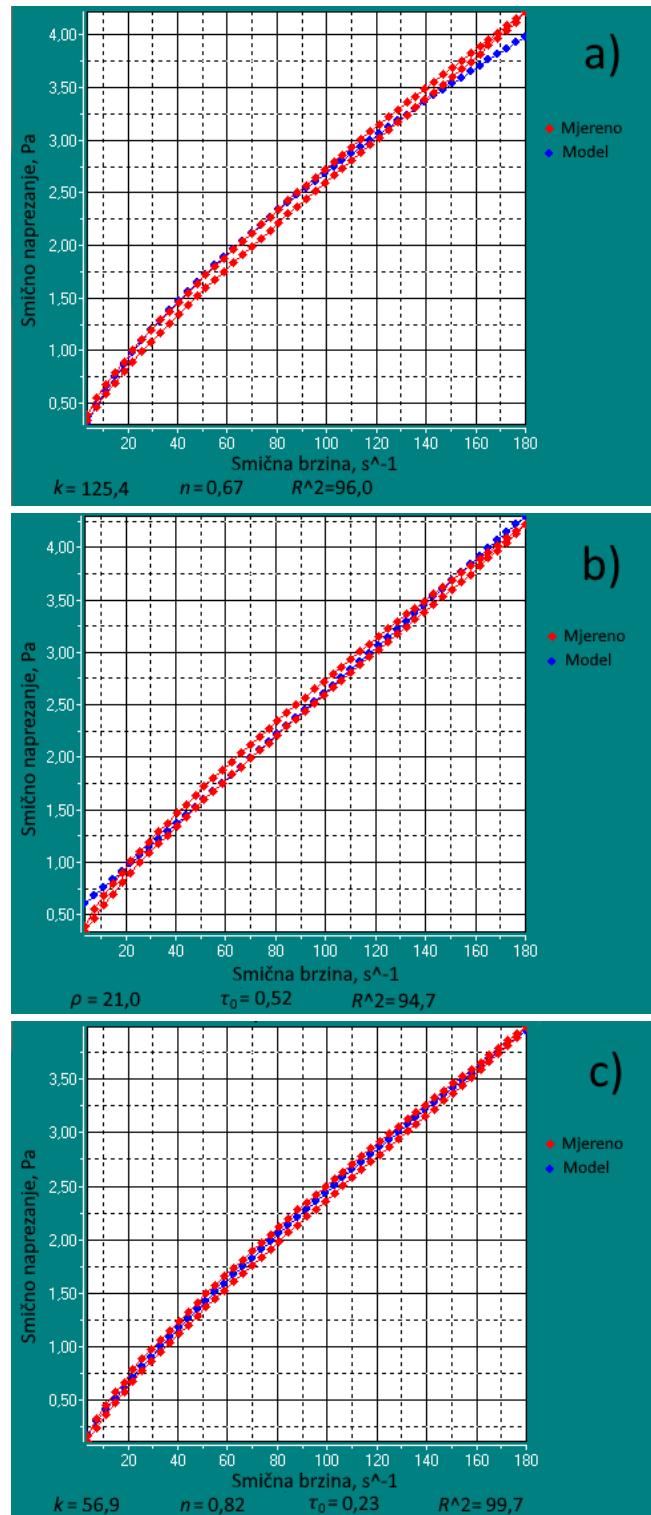 a)
4,00
3,50
3,00
2,50
2,00
1,50
1,00
0,50
Smično naprezanje, Pa
Mjereno
Model
20 40 60 80 100 120 140 160 180
Smična brzina, s^-1
k = 125,4 n = 0,67 R^2=96,0
b)
4,00
3,50
3,00
2,50
2,00
1,50
1,00
0,50
Smično naprezanje, Pa
Mjereno
Model
20 40 60 80 100 120 140 160 180
Smična brzina, s^-1
ρ = 21,0 τ₀ = 0,52 R^2=94,7
c)
3,50
3,00
2,50
2,00
1,50
1,00
0,50
Smično naprezanje, Pa
Mjereno
Model
20 40 60 80 100 120 140 160 180
Smična brzina, s^-1
k = 56,9 n = 0,82 τ₀ = 0,23 R^2=99,7